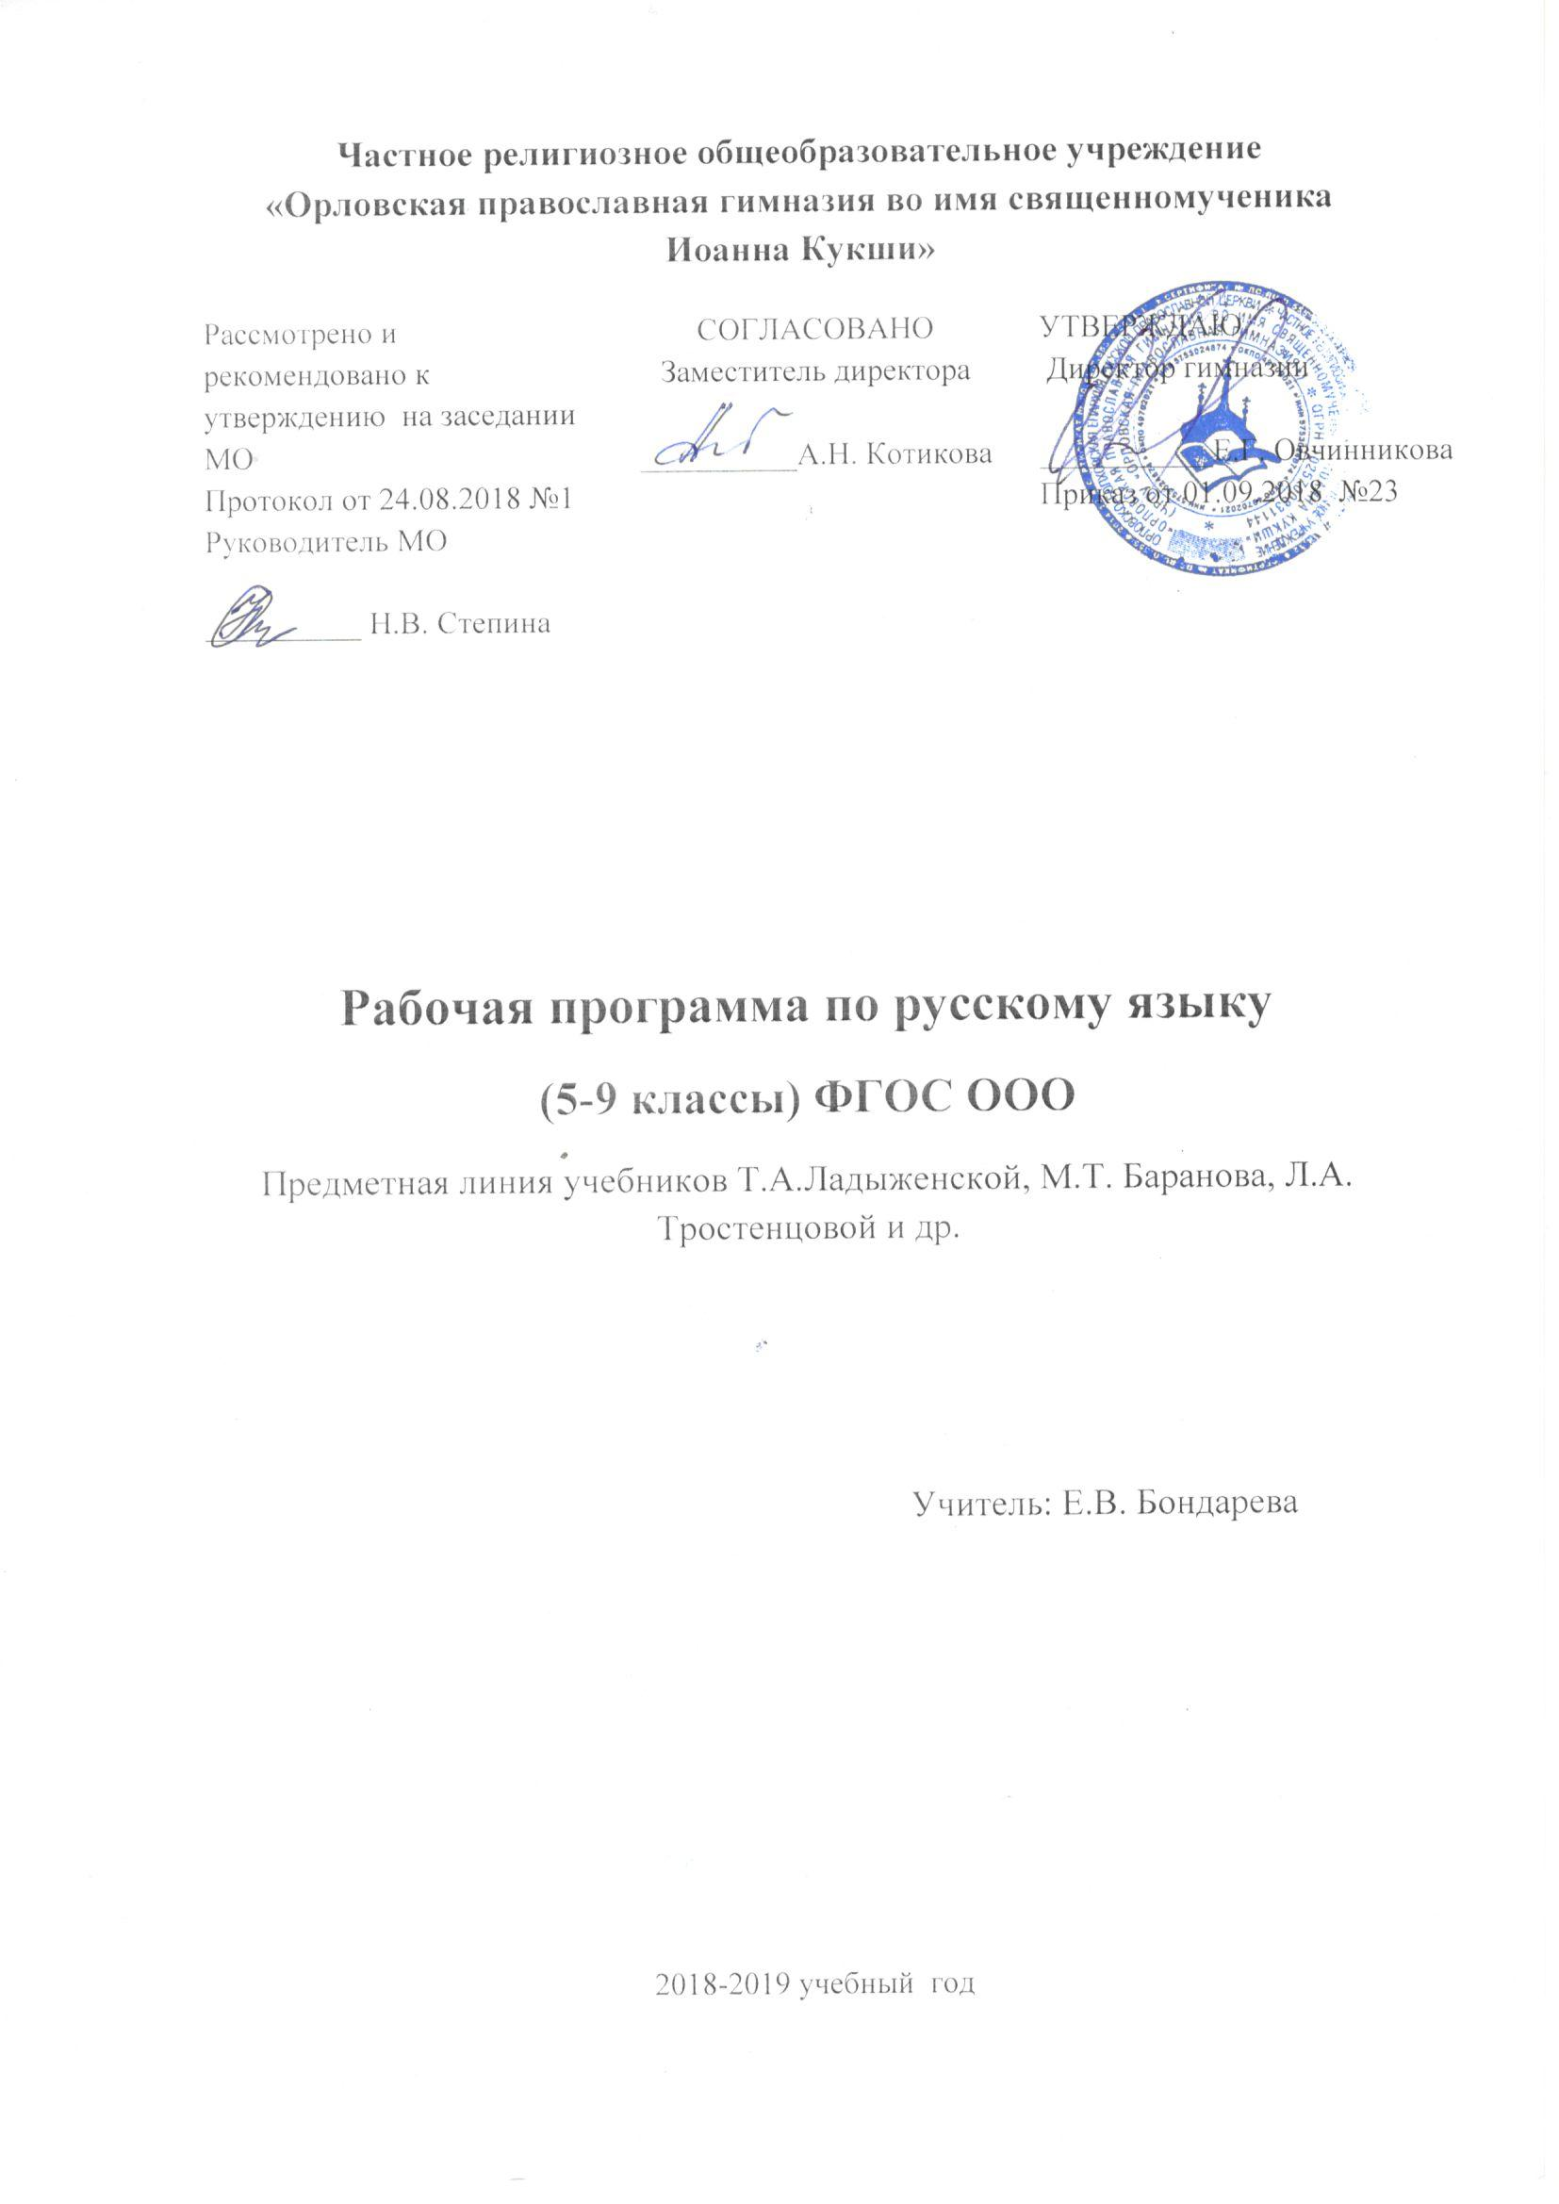 Частное религиозное общеобразовательное учреждение
«Орловская православная гимназия во имя священномученика
Иоанна Кукши»
Рассмотрено и
рекомендовано к
утверждению на заседании
МО
Протокол от 24.08.2018 №1
Руководитель МО
Н.В. Степина
СОГЛАСОВАНО
Заместитель директора
А.Н. Котикова
УТВЕРЖДАЮ
Директор гимназии
Е.Г. Овчинникова
Приказ от 01.09.2018 №23
Рабочая программа по русскому языку
(5-9 классы) ФГОС ООО
Предметная линия учебников Т.А.Ладыженской, М.Т. Баранова, Л.А.
Тростенцовой и др.
Учитель: Е.В. Бондарева
2018-2019 учебный год